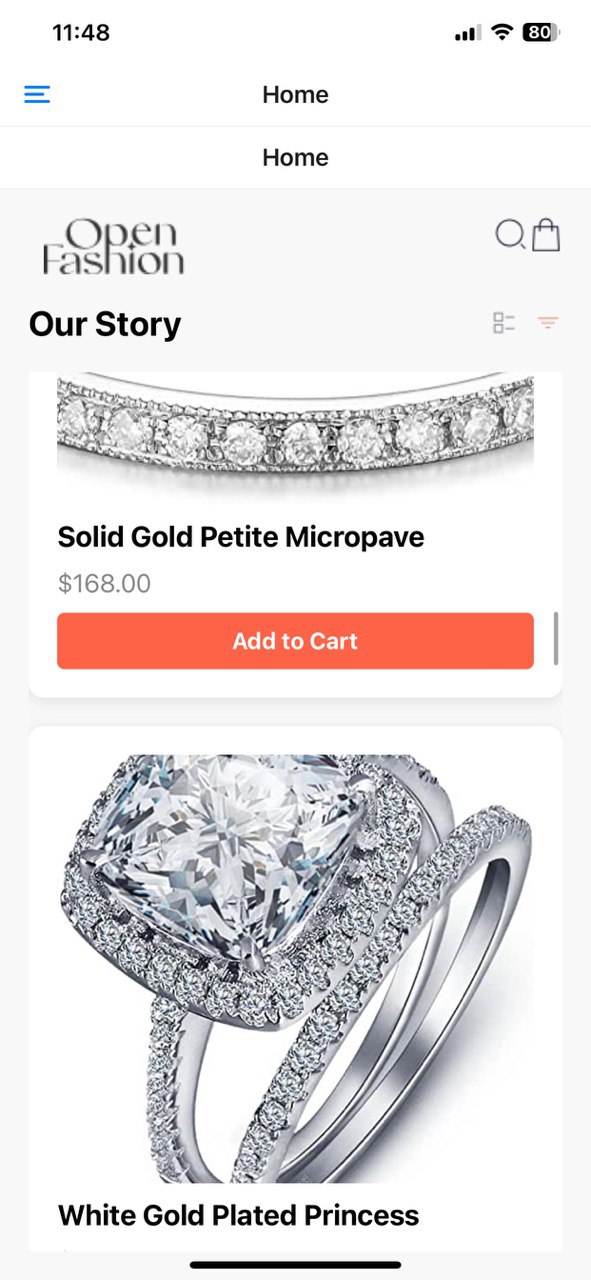 11:48
80
Home
Home
Open
Fashion
Our Story
Solid Gold Petite Micropave
$168.00
Add to Cart
White Gold Plated Princess